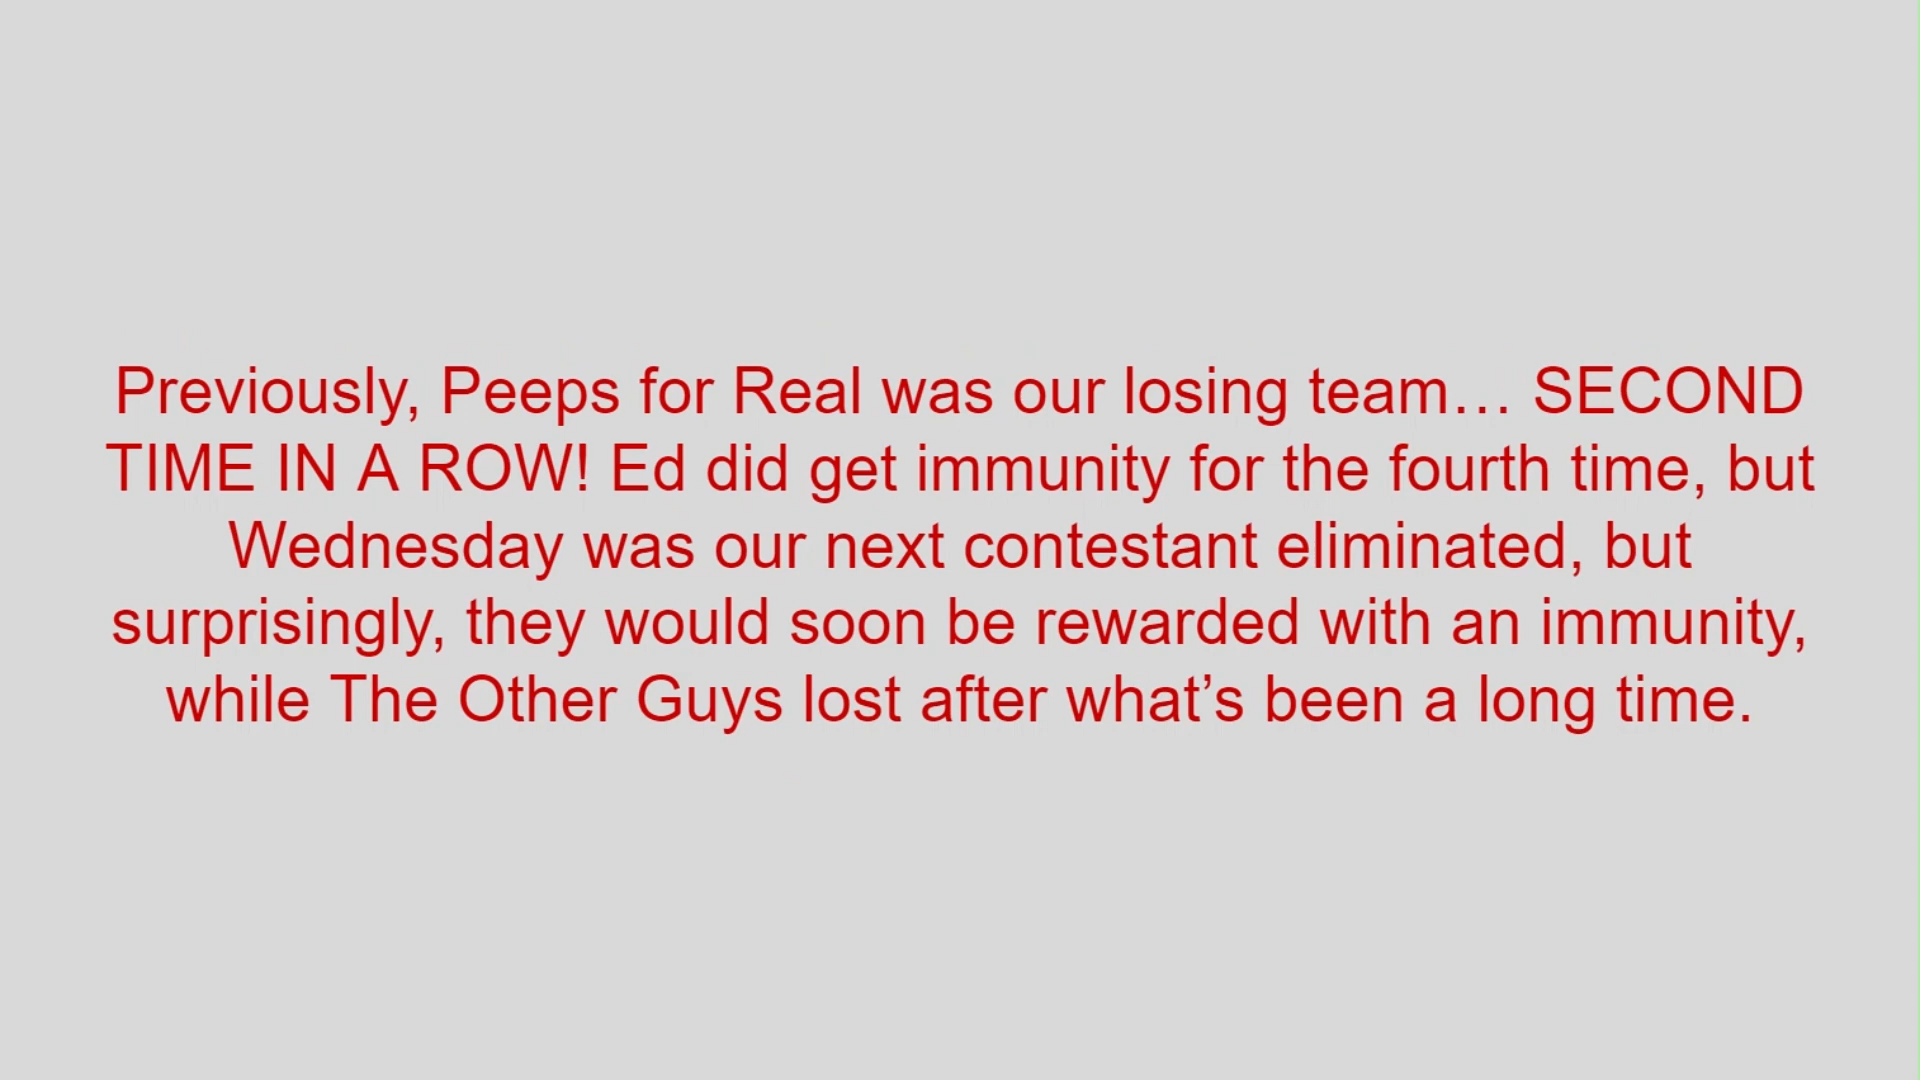 Previously, Peeps for Real was our losing team… SECOND
TIME IN A ROW! Ed did get immunity for the fourth time, but
Wednesday was our next contestant eliminated, but
surprisingly, they would soon be rewarded with an immunity,
while The Other Guys lost after what’s been a long time.